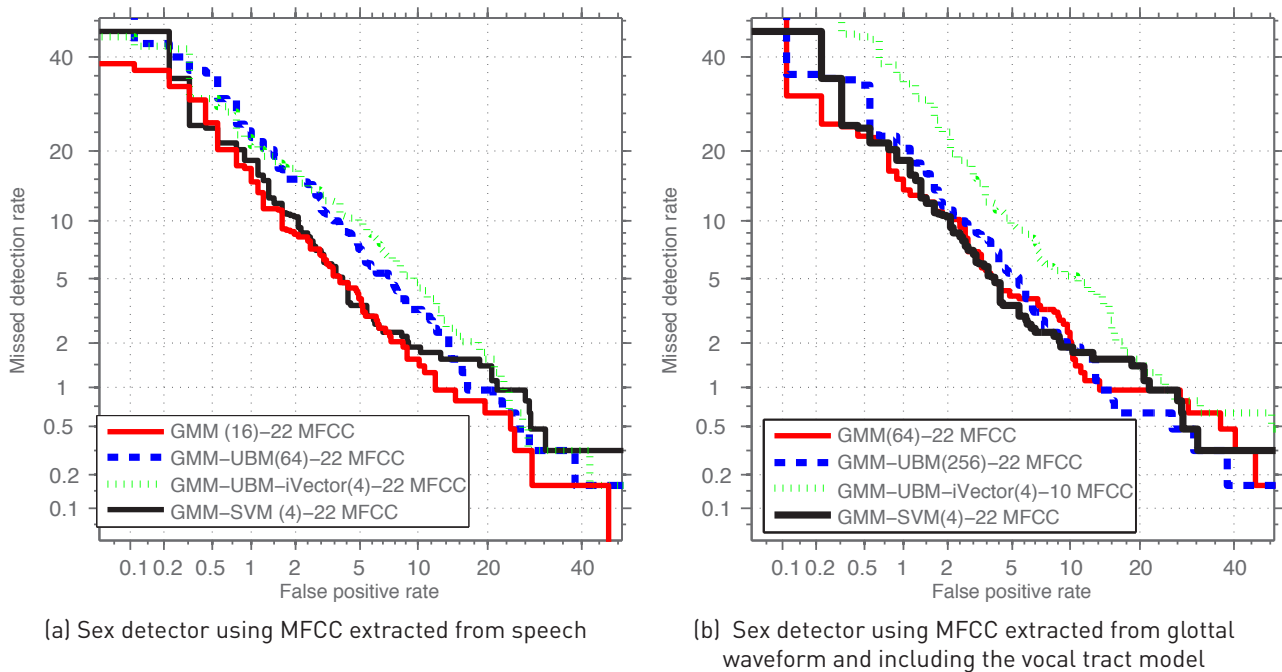 Missed detection rate
40
20
10
5
2
1
0.5
0.2
0.1
GMM (16)–22 MFCC
GMM–UBM(64)–22 MFCC
GMM–UBM–iVector(4)–22 MFCC
GMM–SVM (4)–22 MFCC
0.1 0.2 0.5 1 2 5 10 20 40
False positive rate
(a) Sex detector using MFCC extracted from speech
Missed detection rate
40
20
10
5
2
1
0.5
0.2
0.1
GMM(64)–22 MFCC
GMM–UBM(256)–22 MFCC
GMM–UBM–iVector(4)–10 MFCC
GMM–SVM(4)–22 MFCC
0.1 0.2 0.5 1 2 5 10 20 40
False positive rate
(b) Sex detector using MFCC extracted from glottal
waveform and including the vocal tract model